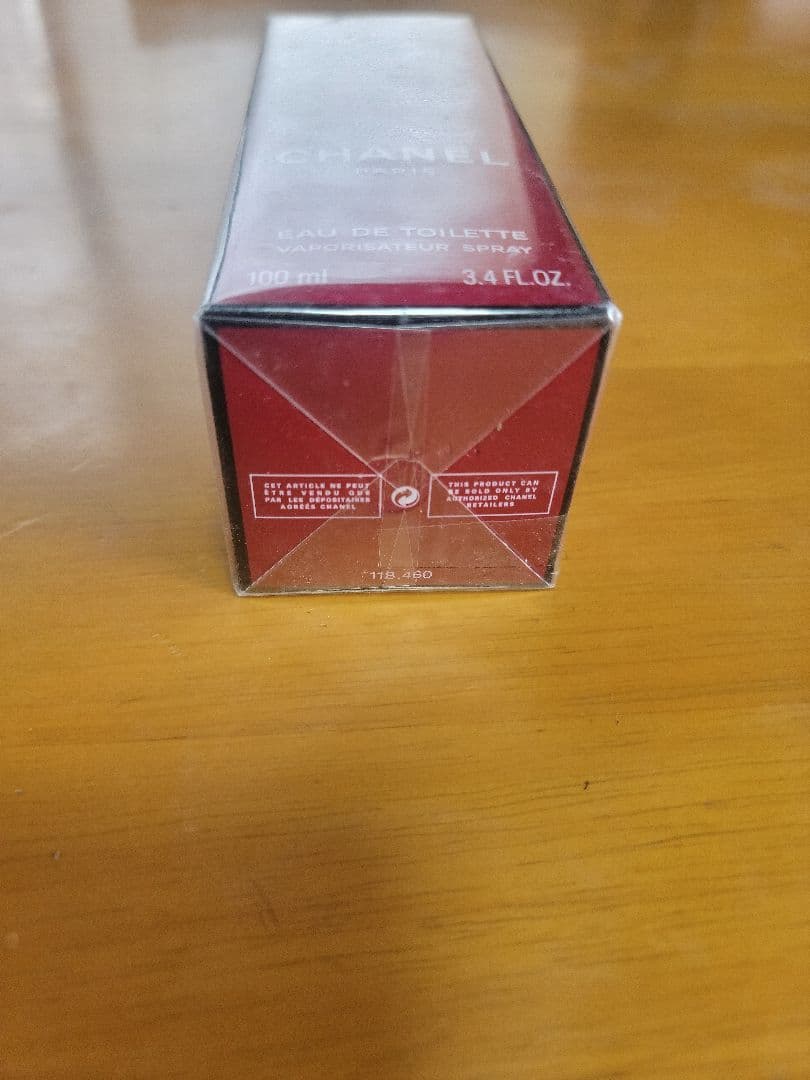 CHANEL
PARIS
EAU DE TOILETTE
VAPORISATEUR SPRAY
100 ml 3.4 FL.OZ.
CET ARTICLE NE PEUT
ÊTRE VENDU QUE
PAR LES DÉPOSITAIRES
AGRÉÉS CHANEL
THIS PRODUCT CAN
BE SOLD ONLY BY
AUTHORIZED CHANEL
RETAILERS
118.460